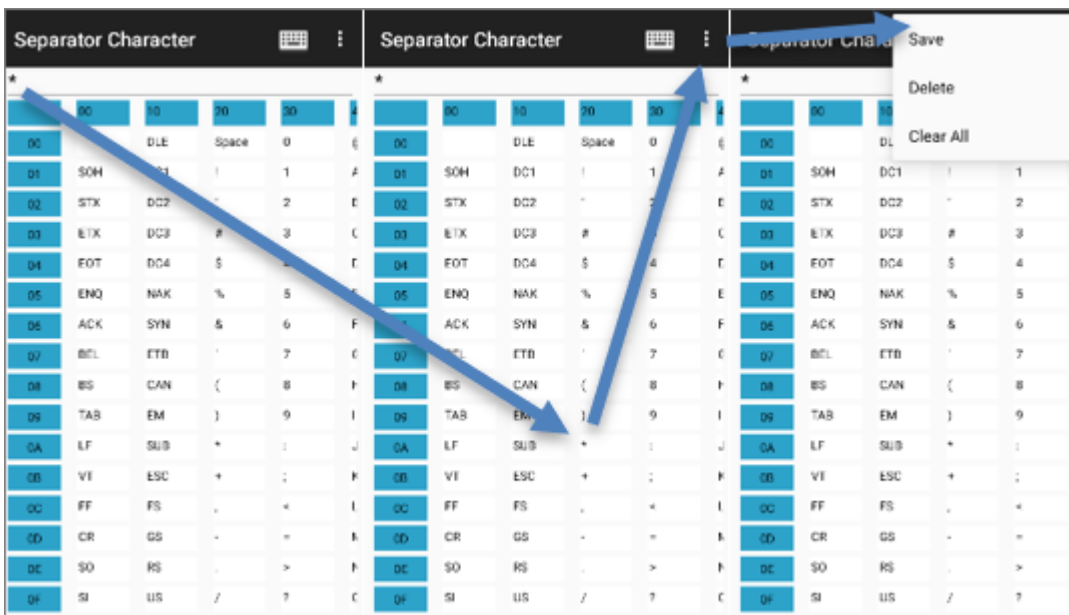 Separator Character
*
00 10 20 30
00 DLE Space 0
01 SOH ! 1
02 STX DC2 " 2
03 ETX DC3 # 3
04 EOT DC4 $
05 ENQ NAK % 5
06 ACK SYN & 6
07 BEL ETB ' 7
08 BS CAN ( 8
09 TAB EM ) 9
0A LF SUB * :
0B VT ESC + ;
0C FF FS , <
0D CR GS - =
0E SO RS . >
0F SI US / ?
Separator Character
*
00 10 20 30
00 DLE Space 0
01 SOH DC1 ! 1
02 STX DC2 "
03 ETX DC3 #
04 EOT DC4 $ 4
05 ENQ NAK % 5
ACK SYN & 6
07 ETB ' 7
08 BS CAN ( 8
09 TAB 9
0A LF SUB * :
0B VT ESC + ;
0C FF FS , <
0D CR GS - =
0E SO RS . >
0F SI US / ?
Separator
Save
Delete
Clear All
*
00 10
00
01 SOH DC1 ! 1
02 STX DC2 " 2
03 ETX DC3 # 3
04 EOT DC4 $ 4
05 ENQ NAK % 5
06 ACK SYN & 6
07 BEL ETB ' 7
08 BS CAN ( 8
09 TAB EM ) 9
0A LF SUB * :
0B VT ESC + ;
0C FF FS , <
0D CR GS - =
0E SO RS . >
0F SI US / ?